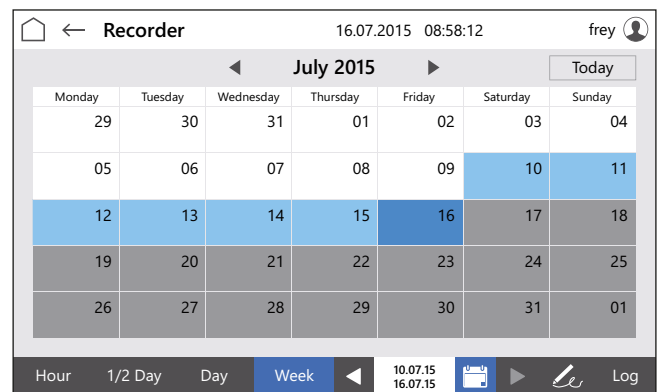 Recorder 16.07.2015 08:58:12 frey
July 2015 Today
Monday Tuesday Wednesday Thursday Friday Saturday Sunday
29 30 31 01 02 03 04
05 06 07 08 09 10 11
12 13 14 15 16 17 18
19 20 21 22 23 24 25
26 27 28 29 30 31 01
Hour 1/2 Day Day Week 10.07.15 Log
16.07.15